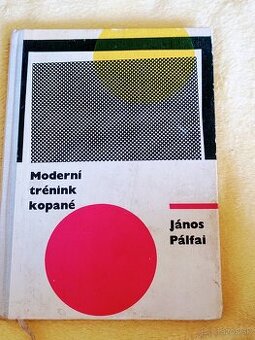 Moderní
trénink
kopané
János
Pálfai